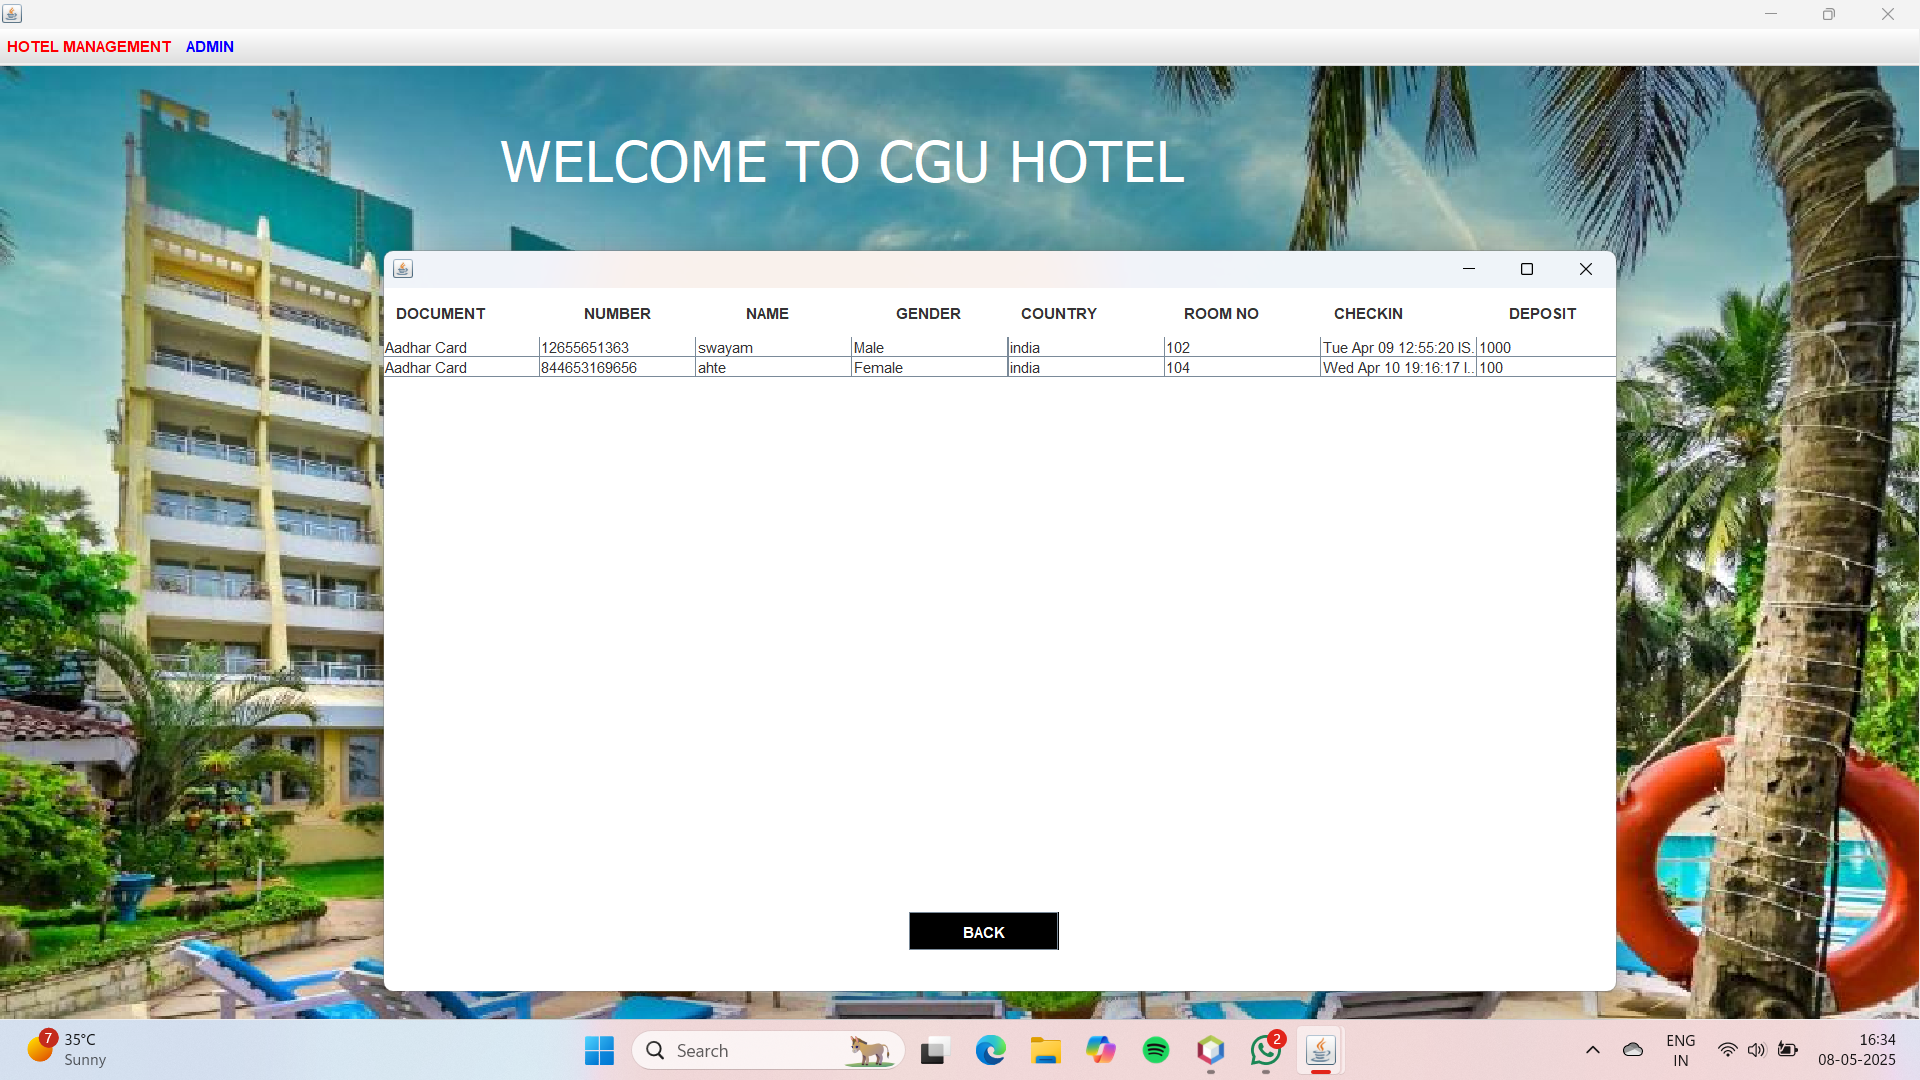 HOTEL MANAGEMENT ADMIN
WELCOME TO CGU HOTEL
DOCUMENT NUMBER NAME GENDER COUNTRY ROOM NO CHECKIN DEPOSIT
Aadhar Card 12655651363 swayam Male india 102 Tue Apr 09 12:55:20 IS. 1000
Aadhar Card 844653169656 ahte Female india 104 Wed Apr 10 19:16:17 I.. 100
BACK
7
35°C
Sunny
Search
2
ENG
IN
16:34
08-05-2025